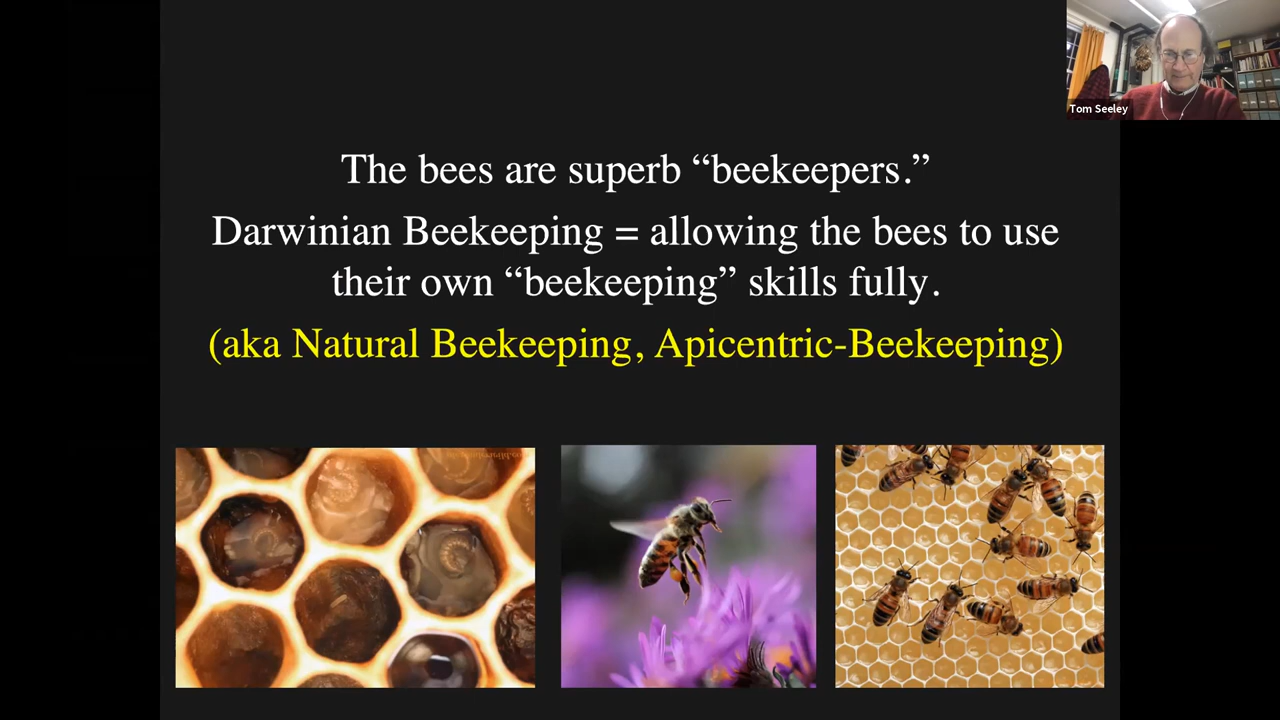 Tom Seeley
The bees are superb “beekeepers.”
Darwinian Beekeeping = allowing the bees to use
their own “beekeeping” skills fully.
(aka Natural Beekeeping, Apicentric-Beekeeping)